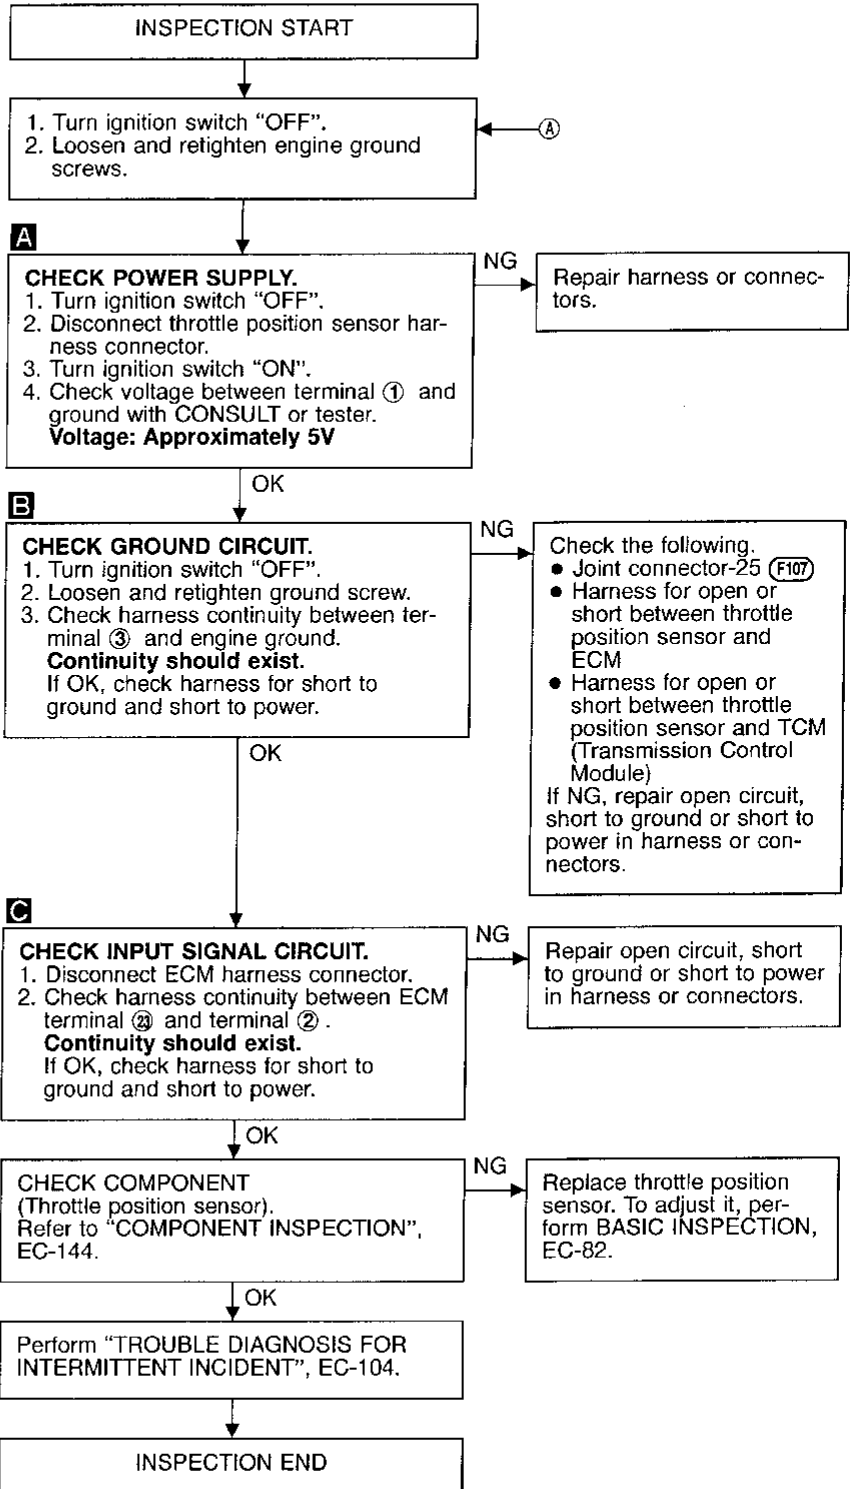 INSPECTION START
1. Turn ignition switch “OFF”.
2. Loosen and retighten engine ground
screws.
Ⓐ
A
CHECK POWER SUPPLY.
1. Turn ignition switch “OFF”.
2. Disconnect throttle position sensor har-
ness connector.
3. Turn ignition switch “ON”.
4. Check voltage between terminal ① and
ground with CONSULT or tester.
Voltage: Approximately 5V
NG
Repair harness or connec-
tors.
OK
B
CHECK GROUND CIRCUIT.
1. Turn ignition switch “OFF”.
2. Loosen and retighten ground screw.
3. Check harness continuity between ter-
minal ③ and engine ground.
Continuity should exist.
If OK, check harness for short to
ground and short to power.
NG
Check the following.
● Joint connector-25 (F107)
● Harness for open or
short between throttle
position sensor and
ECM
● Harness for open or
short between throttle
position sensor and TCM
(Transmission Control
Module)
If NG, repair open circuit,
short to ground or short to
power in harness or con-
nectors.
OK
C
CHECK INPUT SIGNAL CIRCUIT.
1. Disconnect ECM harness connector.
2. Check harness continuity between ECM
terminal ㉓ and terminal ② .
Continuity should exist.
If OK, check harness for short to
ground and short to power.
NG
Repair open circuit, short
to ground or short to power
in harness or connectors.
OK
CHECK COMPONENT
(Throttle position sensor).
Refer to “COMPONENT INSPECTION”,
EC-144.
NG
Replace throttle position
sensor. To adjust it, per-
form BASIC INSPECTION,
EC-82.
OK
Perform “TROUBLE DIAGNOSIS FOR
INTERMITTENT INCIDENT”, EC-104.
INSPECTION END